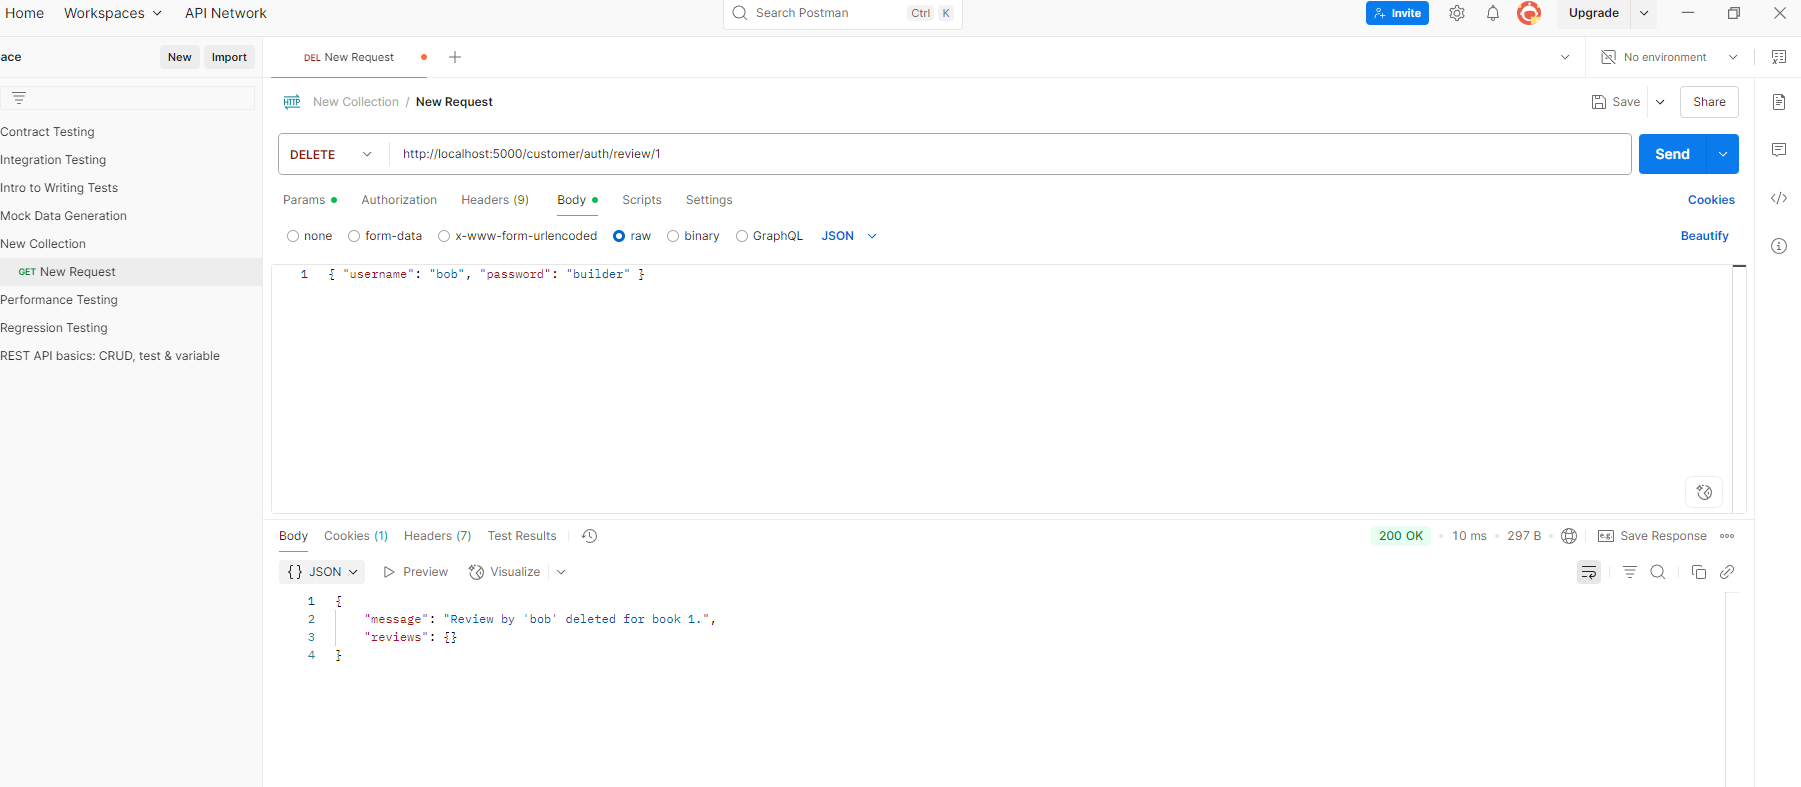 Home Workspaces API Network Search Postman Ctrl K Invite Upgrade
ace New Import DEL New Request No environment
HTTP New Collection / New Request Save Share
Contract Testing
Integration Testing
Intro to Writing Tests
Mock Data Generation
New Collection
GET New Request
Performance Testing
Regression Testing
REST API basics: CRUD, test & variable
DELETE http://localhost:5000/customer/auth/review/1 Send
Params Authorization Headers (9) Body Scripts Settings Cookies
none form-data x-www-form-urlencoded raw binary GraphQL JSON Beautify
1 { "username": "bob", "password": "builder" }
Body Cookies (1) Headers (7) Test Results 200 OK 10 ms 297 B e.g. Save Response
{} JSON Preview Visualize
1 {
2 "message": "Review by 'bob' deleted for book 1.",
3 "reviews": {}
4 }